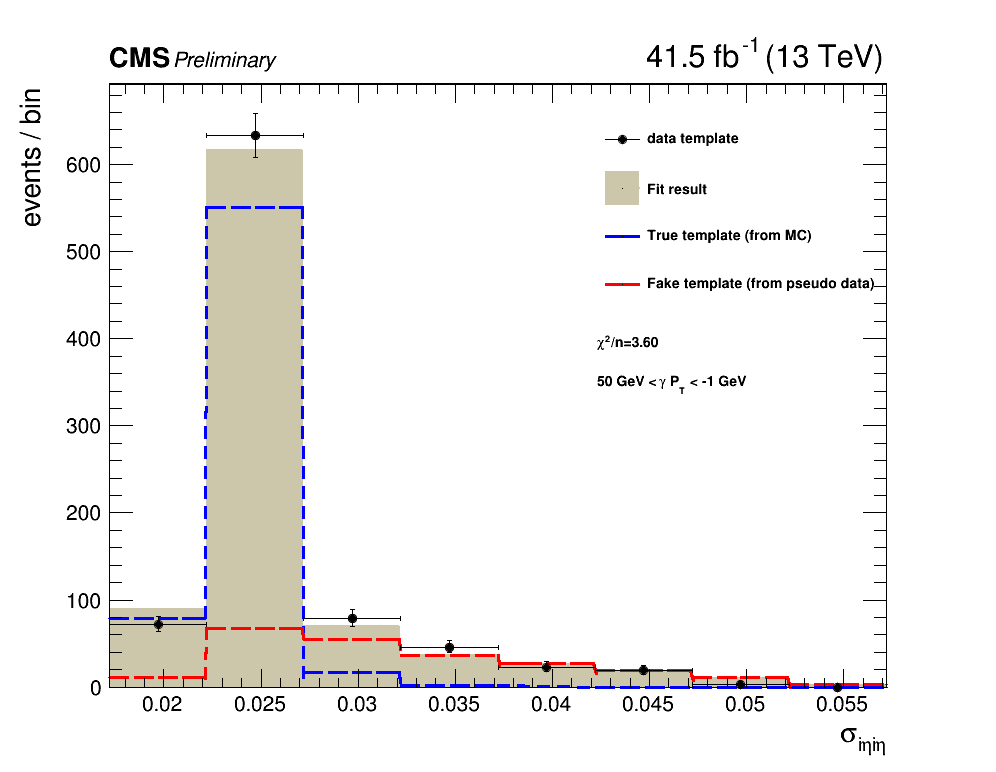 CMS Preliminary
41.5 fb⁻¹ (13 TeV)
events / bin
600
500
400
300
200
100
0
data template
Fit result
True template (from MC)
Fake template (from pseudo data)
χ²/n=3.60
50 GeV < γ P_T < -1 GeV
0.02 0.025 0.03 0.035 0.04 0.045 0.05 0.055
σ_iηiη